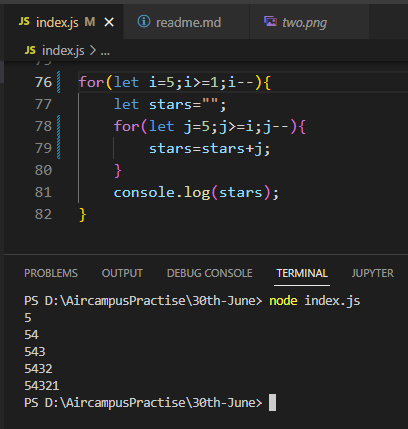 JS index.js M × readme.md two.png
JS index.js > ...
76 for(let i=5;i>=1;i--){
77 let stars="";
78 for(let j=5;j>=i;j--){
79 stars=stars+j;
80 }
81 console.log(stars);
82 }
PROBLEMS OUTPUT DEBUG CONSOLE TERMINAL JUPYTER
PS D:\AircampusPractise\30th-June> node index.js
5
54
543
5432
54321
PS D:\AircampusPractise\30th-June>